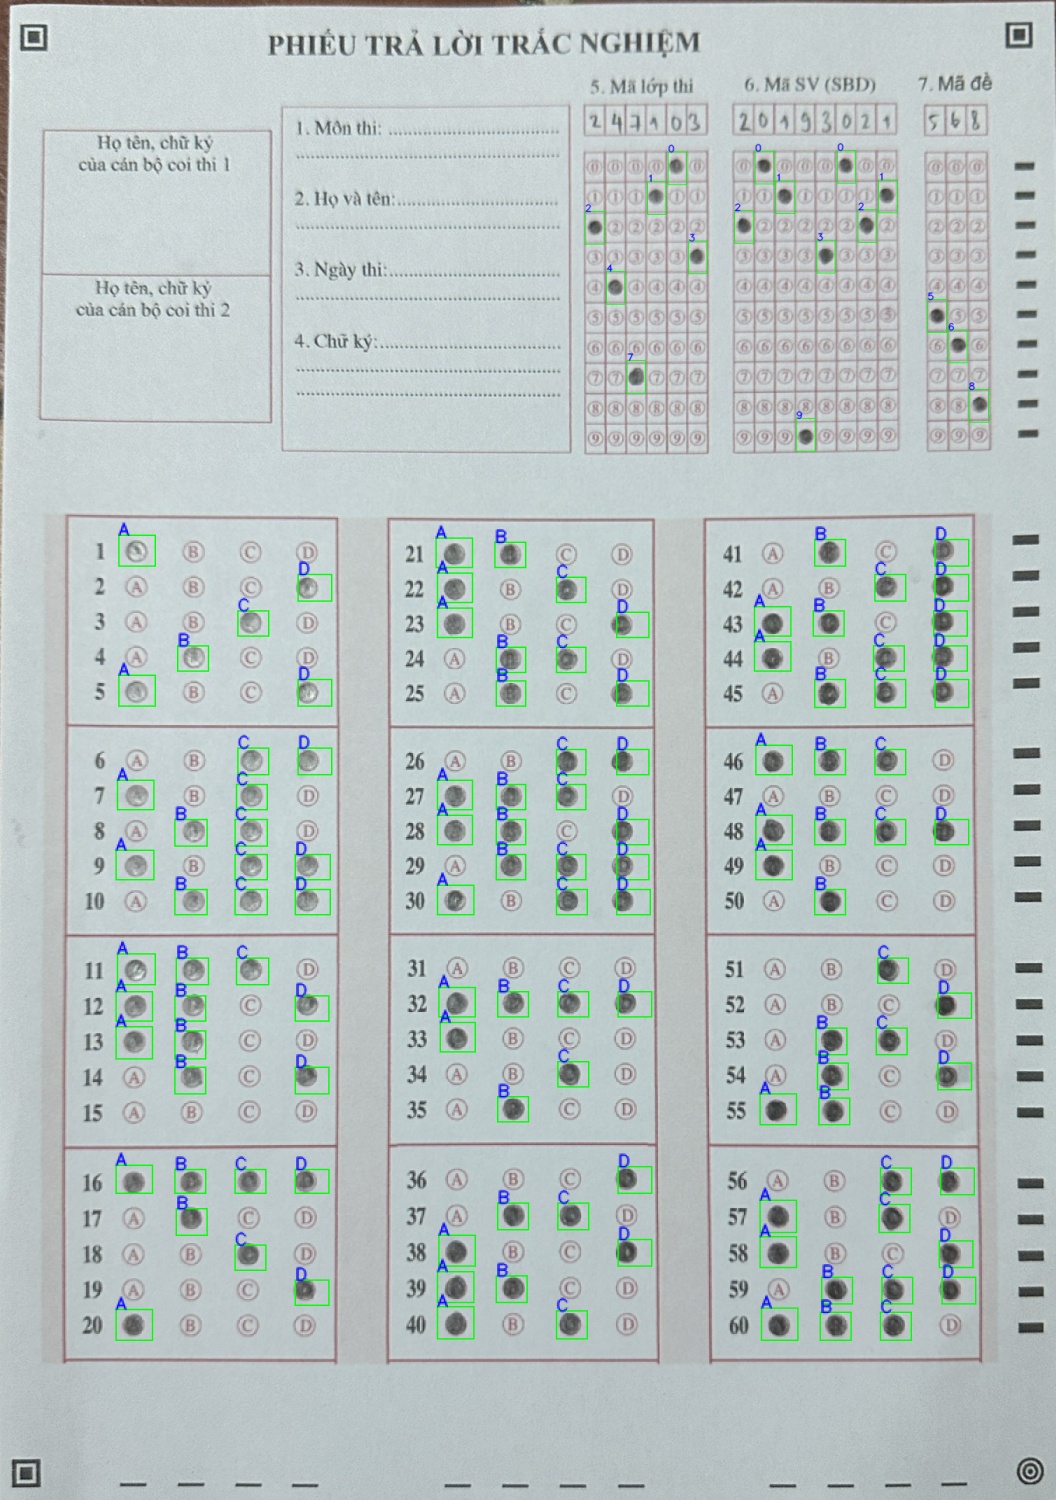 PHIẾU TRẢ LỜI TRẮC NGHIỆM
5. Mã lớp thi
6. Mã SV (SBD)
7. Mã đề
2 4 7 1 0 3
2 0 1 9 3 0 2 1
5 6 8
Họ tên, chữ ký
của cán bộ coi thi 1
Họ tên, chữ ký
của cán bộ coi thi 2
1. Môn thi:
2. Họ và tên:
3. Ngày thi:
4. Chữ ký:
1 A B C D
2 A B C D
3 A B C D
4 A B C D
5 A B C D
6 A B C D
7 A B C D
8 A B C D
9 A B C D
10 A B C D
11 A B C D
12 A B C D
13 A B C D
14 A B C D
15 A B C D
16 A B C D
17 A B C D
18 A B C D
19 A B C D
20 A B C D
21 A B C D
22 A B C D
23 A B C D
24 A B C D
25 A B C D
26 A B C D
27 A B C D
28 A B C D
29 A B C D
30 A B C D
31 A B C D
32 A B C D
33 A B C D
34 A B C D
35 A B C D
36 A B C D
37 A B C D
38 A B C D
39 A B C D
40 A B C D
41 A B C D
42 A B C D
43 A B C D
44 A B C D
45 A B C D
46 A B C D
47 A B C D
48 A B C D
49 A B C D
50 A B C D
51 A B C D
52 A B C D
53 A B C D
54 A B C D
55 A B C D
56 A B C D
57 A B C D
58 A B C D
59 A B C D
60 A B C D